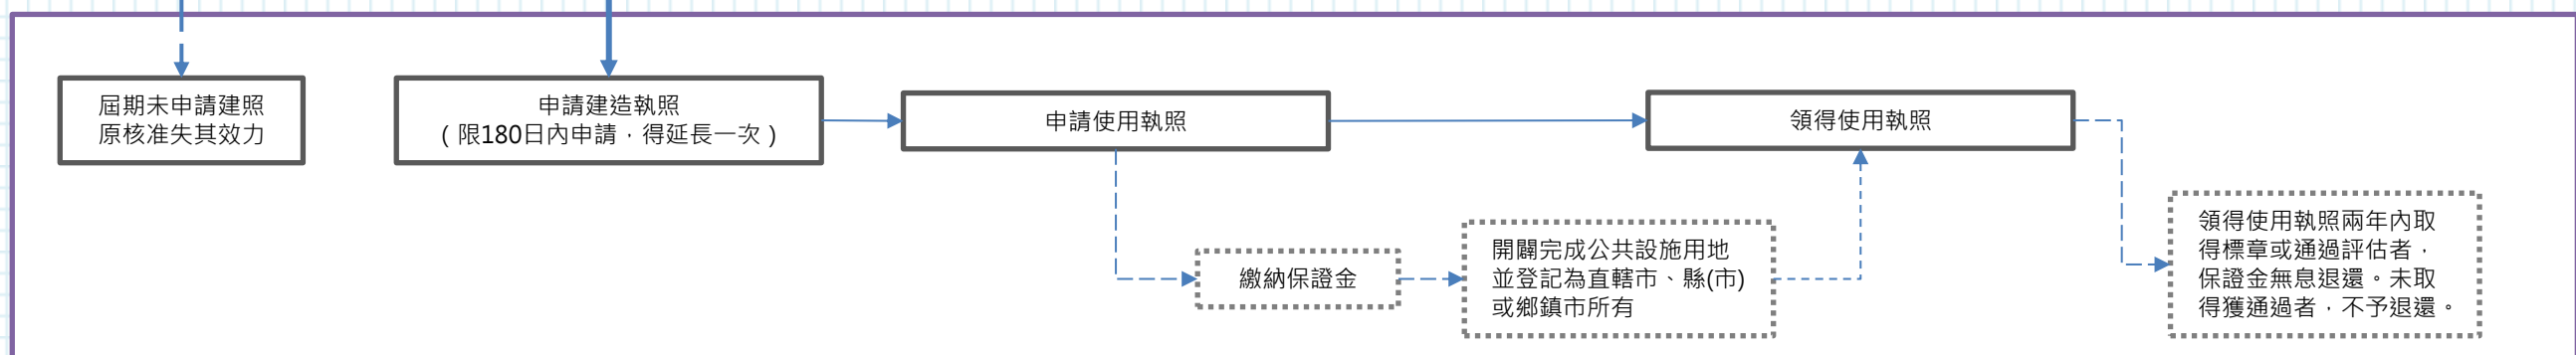 屆期未申請建照
原核准失其效力
申請建造執照
（限180日內申請，得延長一次）
申請使用執照
領得使用執照
繳納保證金
開闢完成公共設施用地
並登記為直轄市、縣(市)
或鄉鎮市所有
領得使用執照兩年內取
得標章或通過評估者，
保證金無息退還。未取
得獲通過者，不予退還。